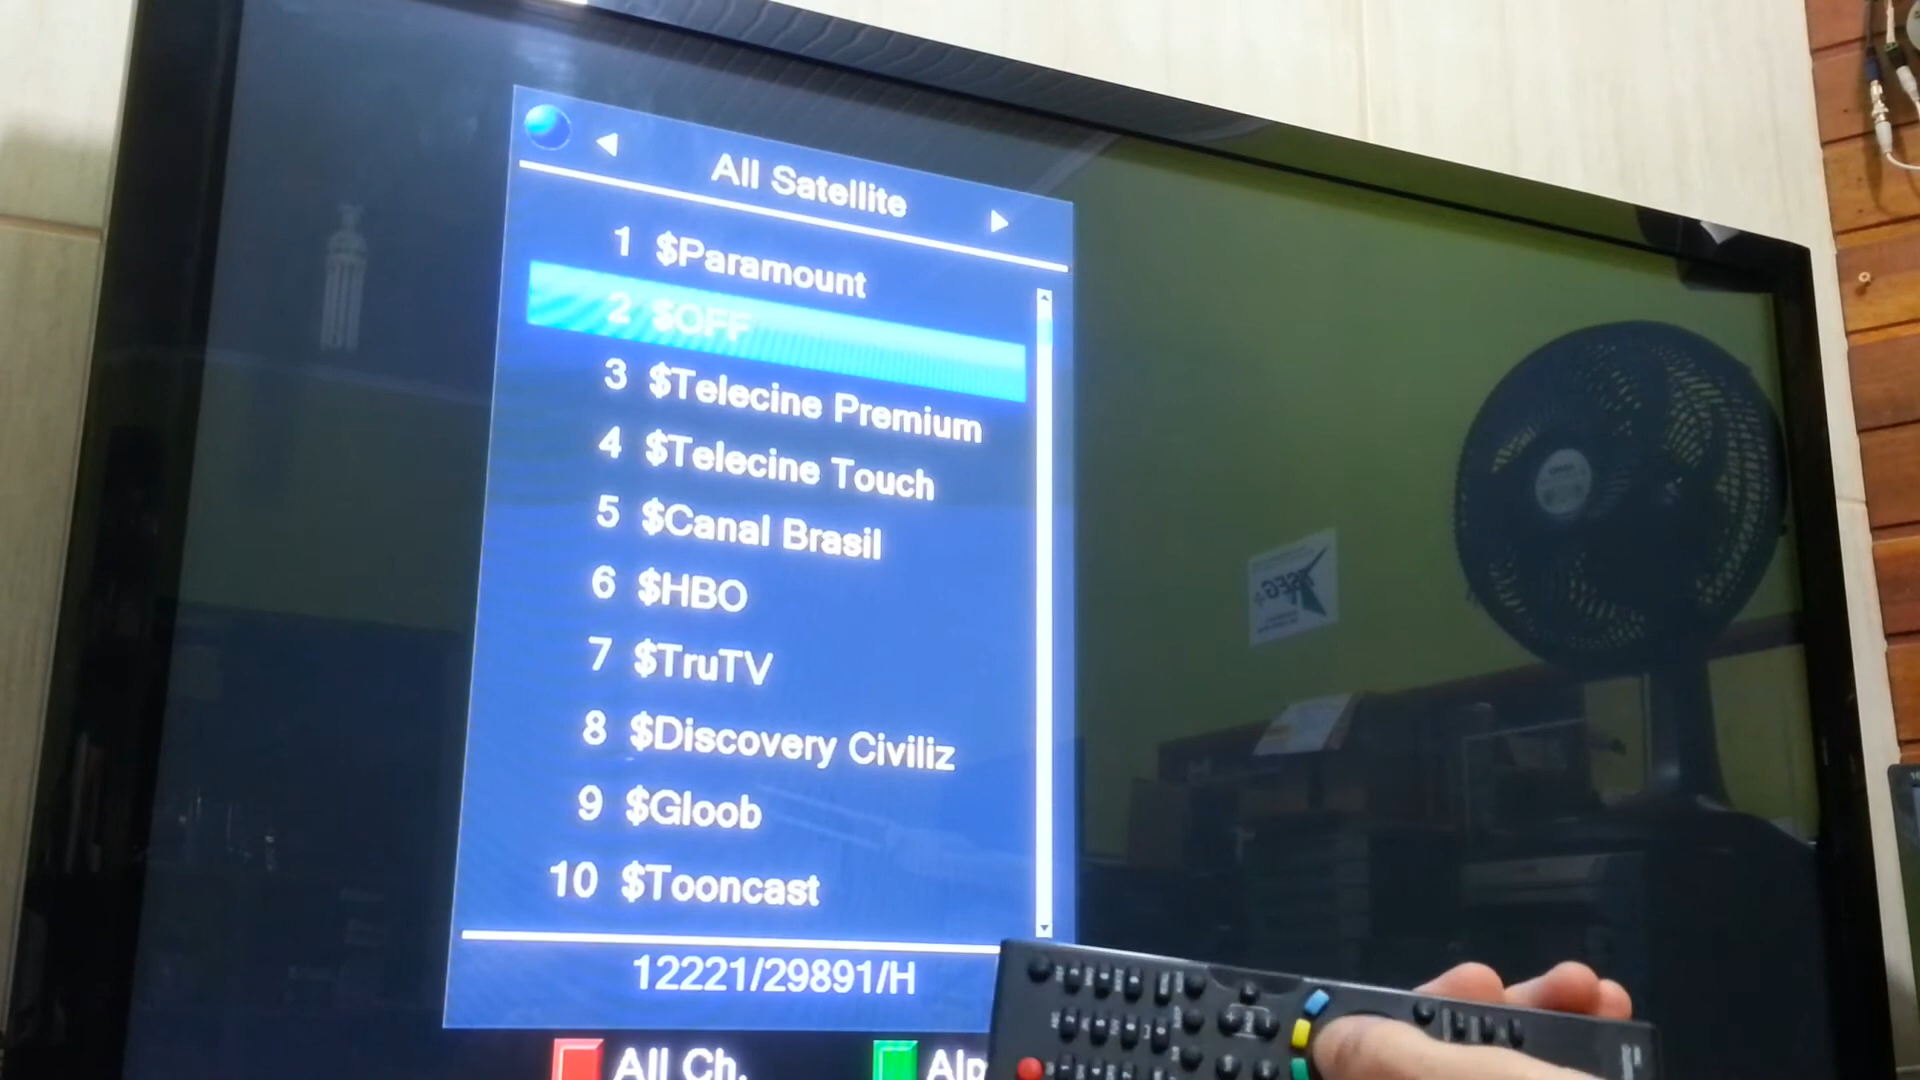 All Satellite
1 $Paramount
2 $OFF
3 $Telecine Premium
4 $Telecine Touch
5 $Canal Brasil
6 $HBO
7 $TruTV
8 $Discovery Civiliz
9 $Gloob
10 $Tooncast
12221/29891/H
All Ch.
Alp